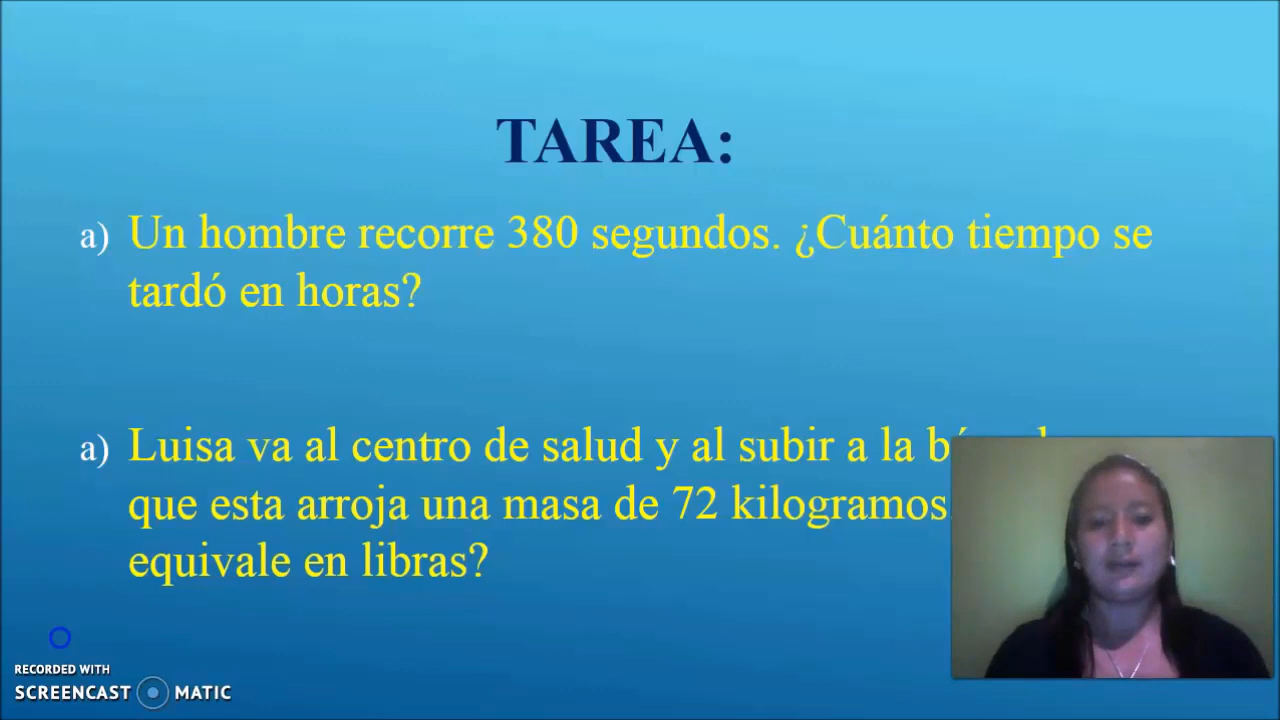 TAREA:
a) Un hombre recorre 380 segundos. ¿Cuánto tiempo se
tardó en horas?
a) Luisa va al centro de salud y al subir a la
que esta arroja una masa de 72 kilogramos
equivale en libras?
RECORDED WITH
SCREENCAST MATIC